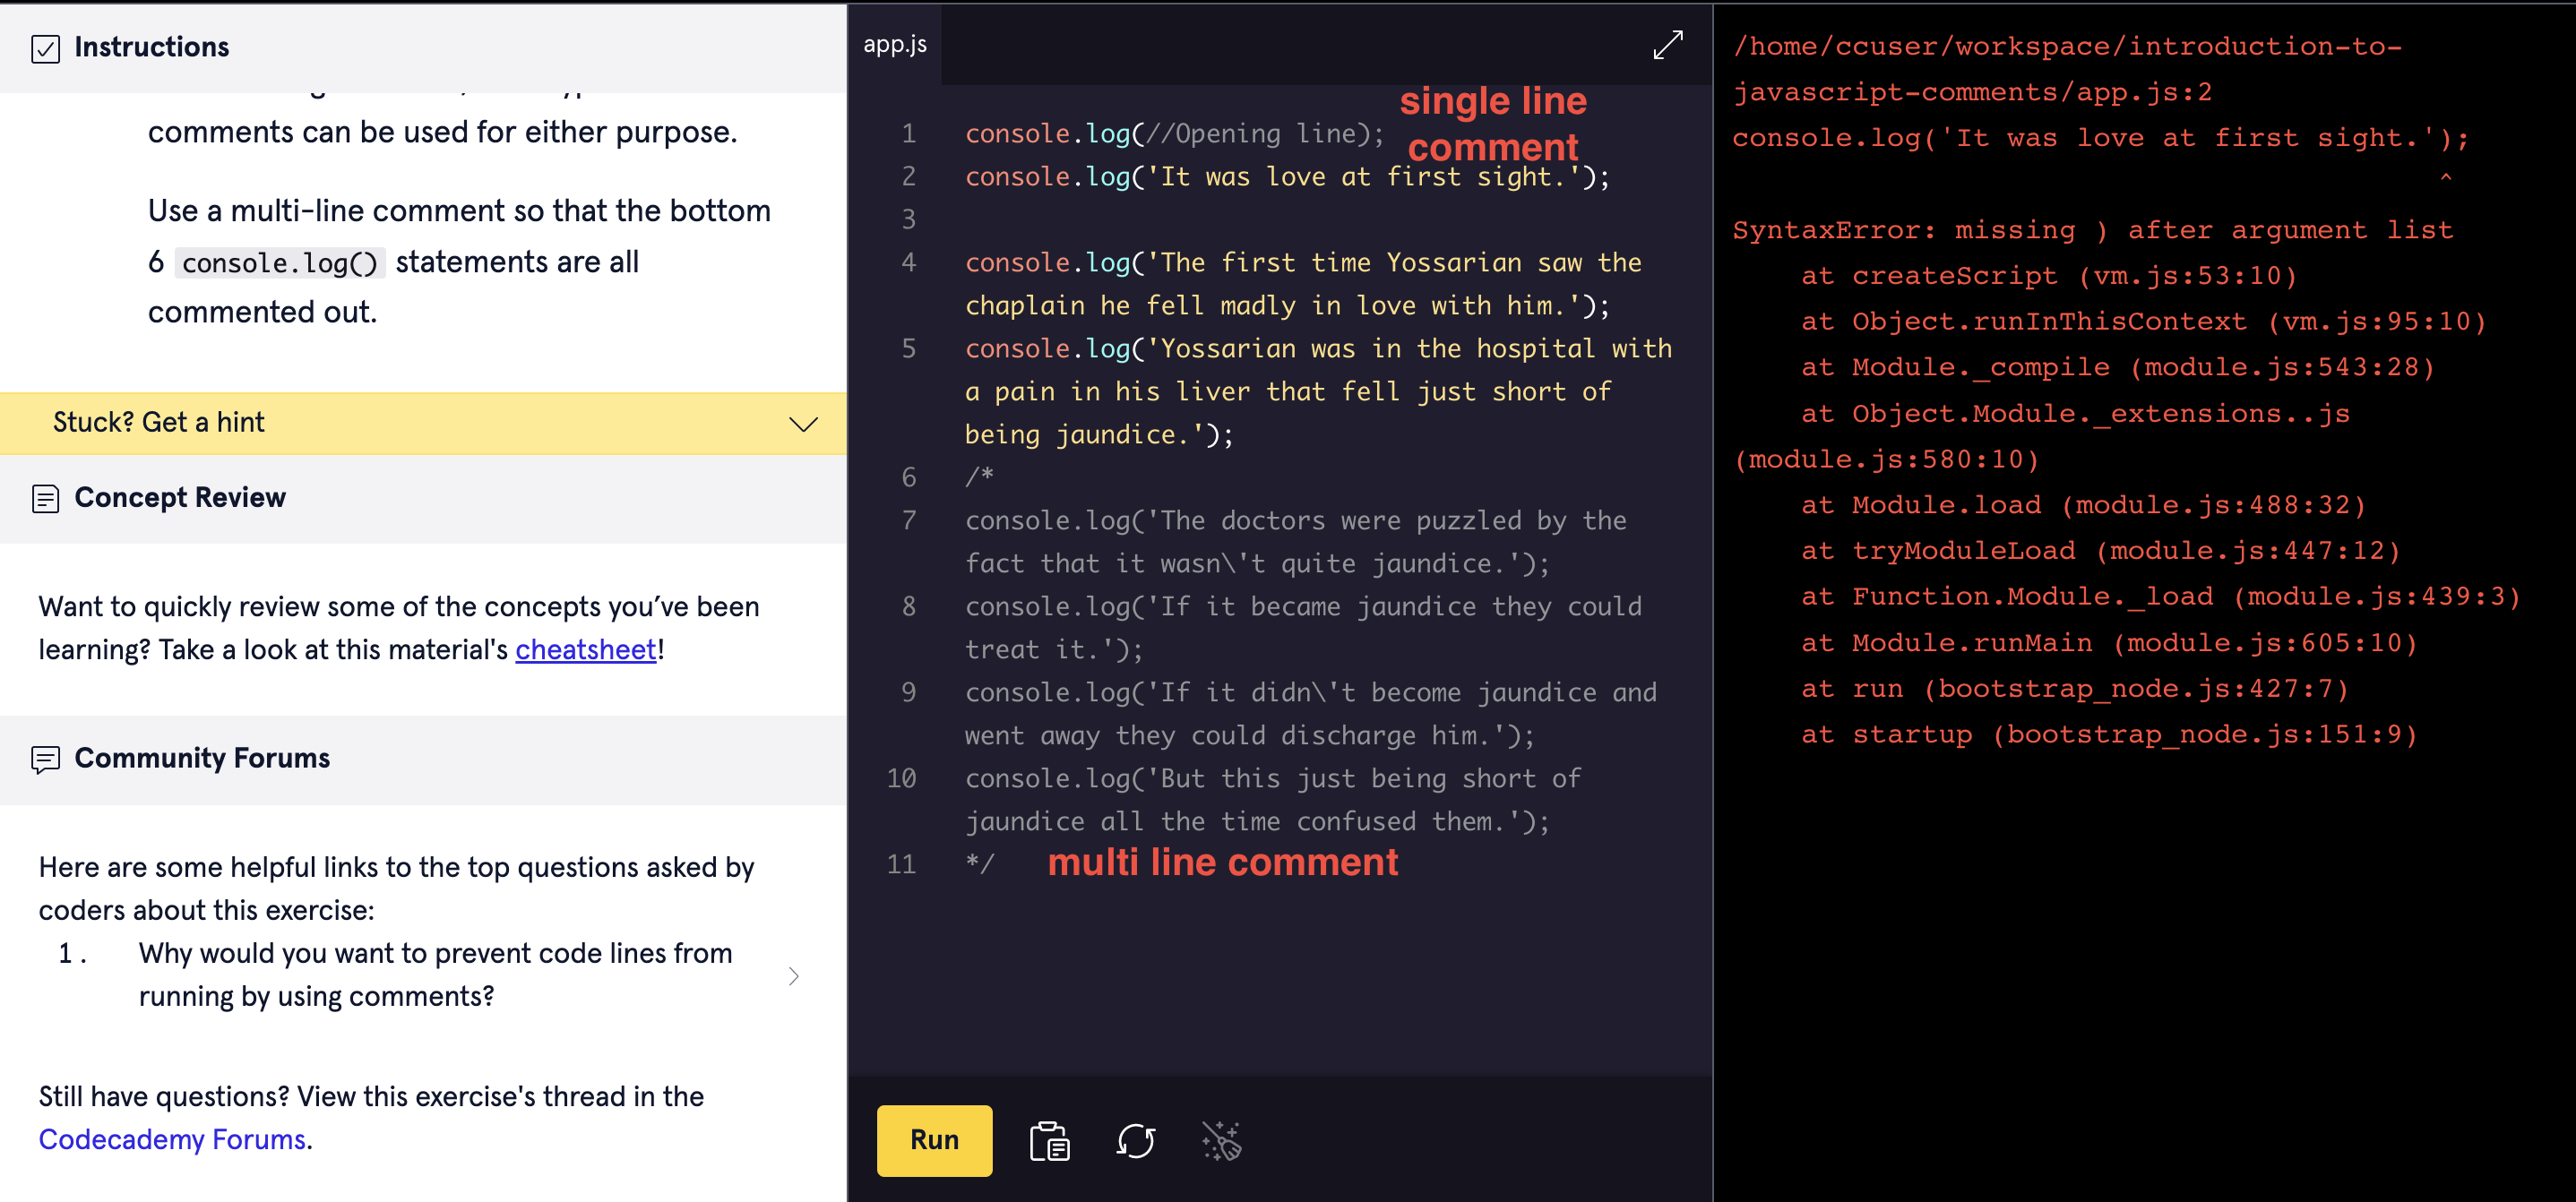 Instructions
comments can be used for either purpose.
Use a multi-line comment so that the bottom
6 console.log() statements are all
commented out.
Stuck? Get a hint
Concept Review
Want to quickly review some of the concepts you’ve been
learning? Take a look at this material's cheatsheet!
Community Forums
Here are some helpful links to the top questions asked by
coders about this exercise:
1. Why would you want to prevent code lines from
running by using comments?
Still have questions? View this exercise's thread in the
Codecademy Forums.
app.js
single line
comment
1 console.log(//Opening line);
2 console.log('It was love at first sight.');
3
4 console.log('The first time Yossarian saw the
chaplain he fell madly in love with him.');
5 console.log('Yossarian was in the hospital with
a pain in his liver that fell just short of
being jaundice.');
6 /*
7 console.log('The doctors were puzzled by the
fact that it wasn\'t quite jaundice.');
8 console.log('If it became jaundice they could
treat it.');
9 console.log('If it didn\'t become jaundice and
went away they could discharge him.');
10 console.log('But this just being short of
jaundice all the time confused them.');
11 */ multi line comment
Run
/home/ccuser/workspace/introduction-to-
javascript-comments/app.js:2
console.log('It was love at first sight.');
^
SyntaxError: missing ) after argument list
at createScript (vm.js:53:10)
at Object.runInThisContext (vm.js:95:10)
at Module._compile (module.js:543:28)
at Object.Module._extensions..js
(module.js:580:10)
at Module.load (module.js:488:32)
at tryModuleLoad (module.js:447:12)
at Function.Module._load (module.js:439:3)
at Module.runMain (module.js:605:10)
at run (bootstrap_node.js:427:7)
at startup (bootstrap_node.js:151:9)